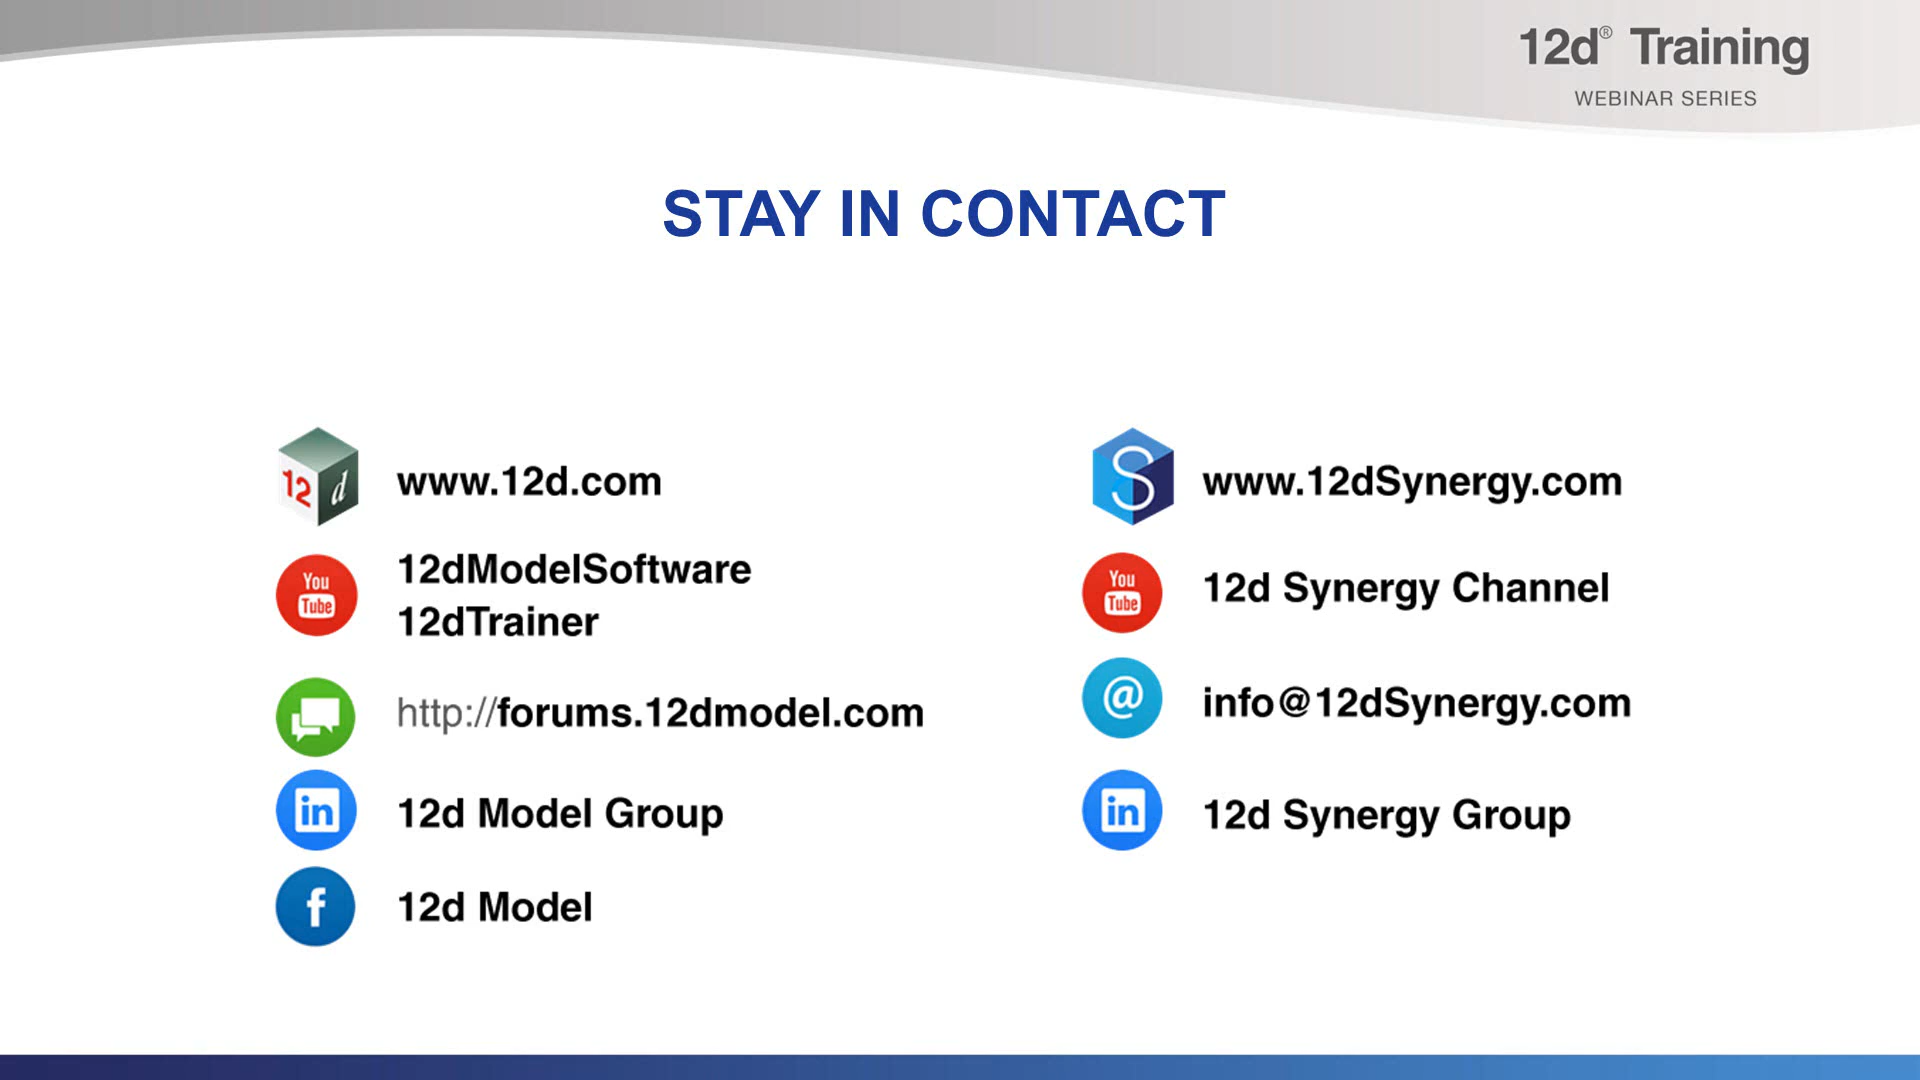 12d® Training
WEBINAR SERIES
STAY IN CONTACT
12 d
www.12d.com
You Tube
12dModelSoftware
12dTrainer
http://forums.12dmodel.com
in
12d Model Group
f
12d Model
S
www.12dSynergy.com
You Tube
12d Synergy Channel
@
info@12dSynergy.com
in
12d Synergy Group